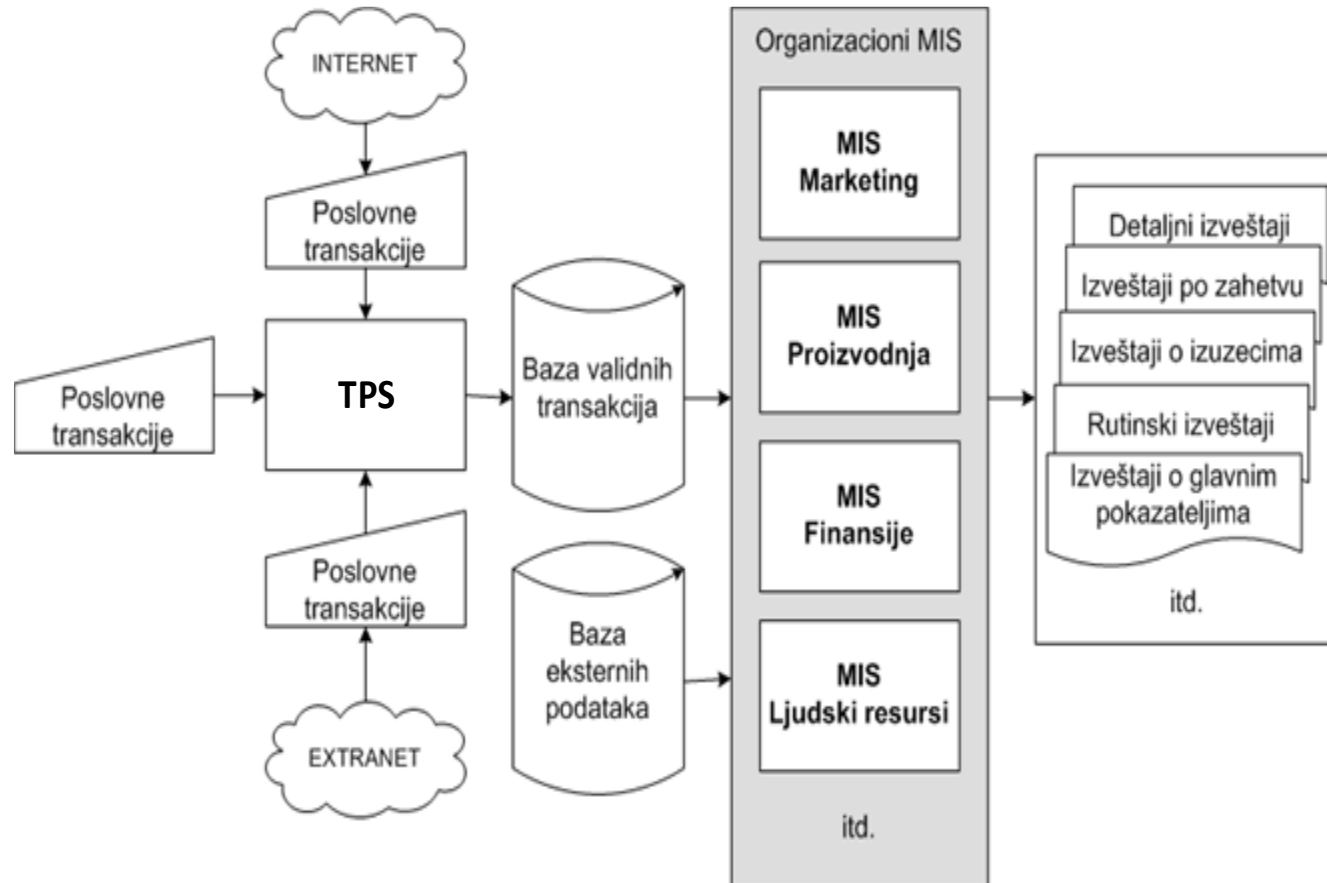 INTERNET
Poslovne
transakcije
Poslovne
transakcije
TPS
Poslovne
transakcije
EXTRANET
Baza validnih
transakcija
Baza
eksternih
podataka
Organizacioni MIS
MIS
Marketing
MIS
Proizvodnja
MIS
Finansije
MIS
Ljudski resursi
itd.
Detaljni izveštaji
Izveštaji po zahetvu
Izveštaji o izuzecima
Rutinski izveštaji
Izveštaji o glavnim
pokazateljima
itd.